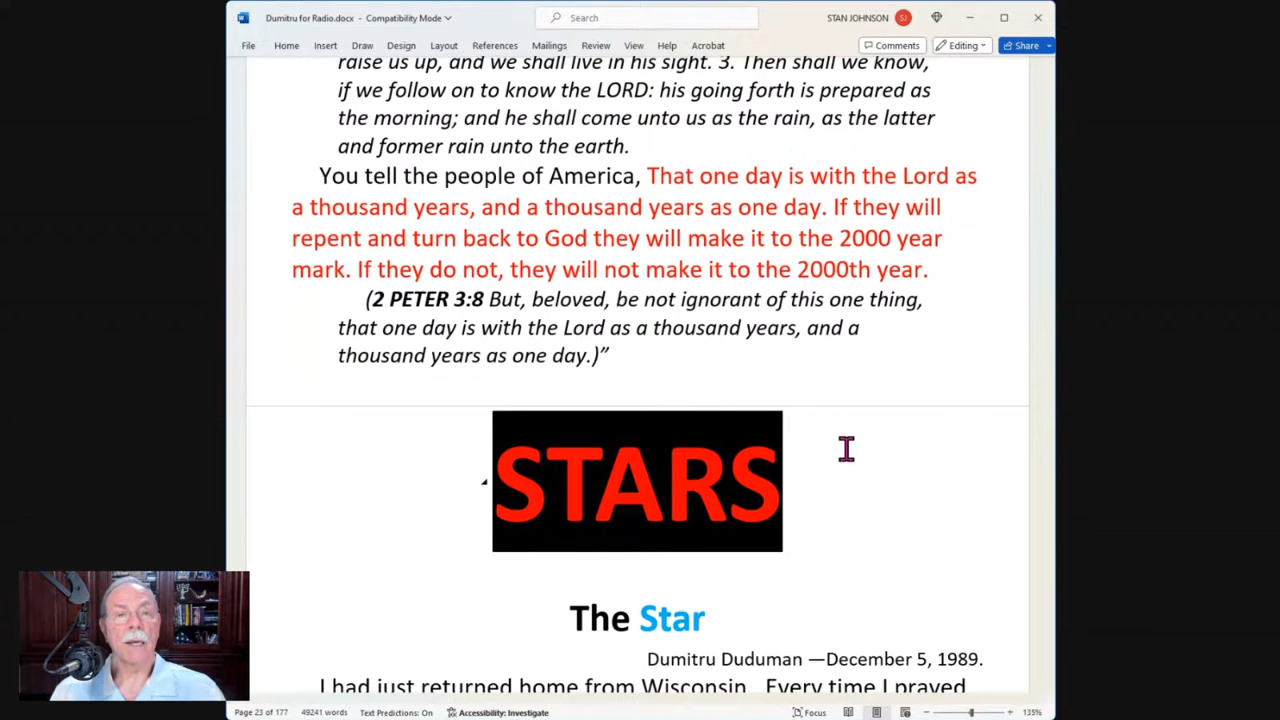 Dumitru for Radio.docx - Compatibility Mode
Search
STAN JOHNSON SJ
File Home Insert Draw Design Layout References Mailings Review View Help Acrobat Comments Editing Share
raise us up, and we shall live in his sight. 3. Then shall we know,
if we follow on to know the LORD: his going forth is prepared as
the morning; and he shall come unto us as the rain, as the latter
and former rain unto the earth.
You tell the people of America, That one day is with the Lord as
a thousand years, and a thousand years as one day. If they will
repent and turn back to God they will make it to the 2000 year
mark. If they do not, they will not make it to the 2000th year.
(2 PETER 3:8 But, beloved, be not ignorant of this one thing,
that one day is with the Lord as a thousand years, and a
thousand years as one day.)”
STARS
The Star
Dumitru Duduman —December 5, 1989.
I had just returned home from Wisconsin. Every time I prayed
Page 23 of 177 49241 words Text Predictions: On Accessibility: Investigate Focus 135%